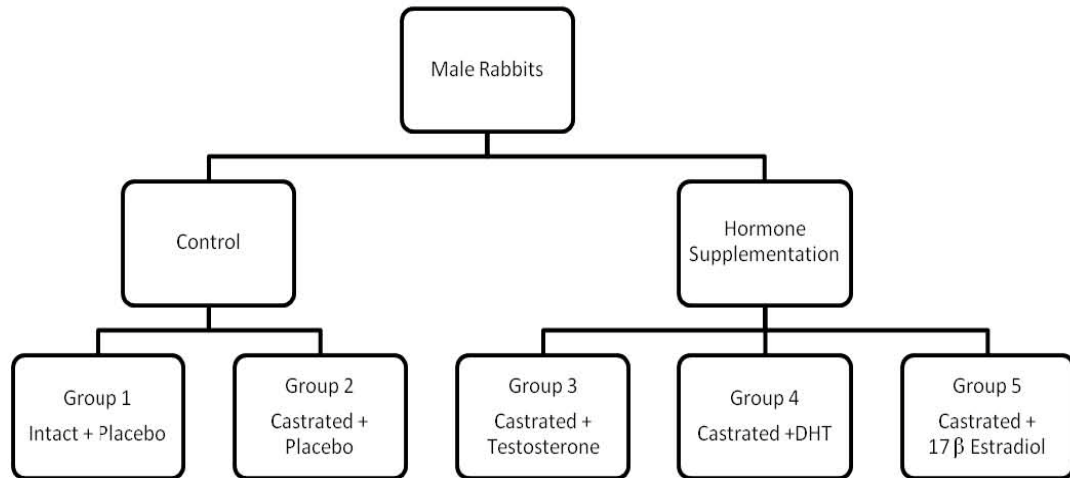 Male Rabbits
Control
Hormone
Supplementation
Group 1
Intact + Placebo
Group 2
Castrated +
Placebo
Group 3
Castrated +
Testosterone
Group 4
Castrated +DHT
Group 5
Castrated +
17 β Estradiol